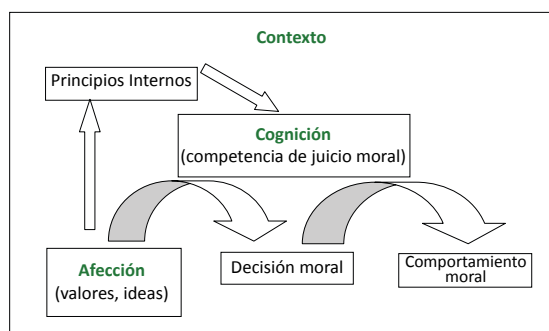 Contexto
Principios Internos
Cognición
(competencia de juicio moral)
Afección
(valores, ideas)
Decisión moral
Comportamiento
moral